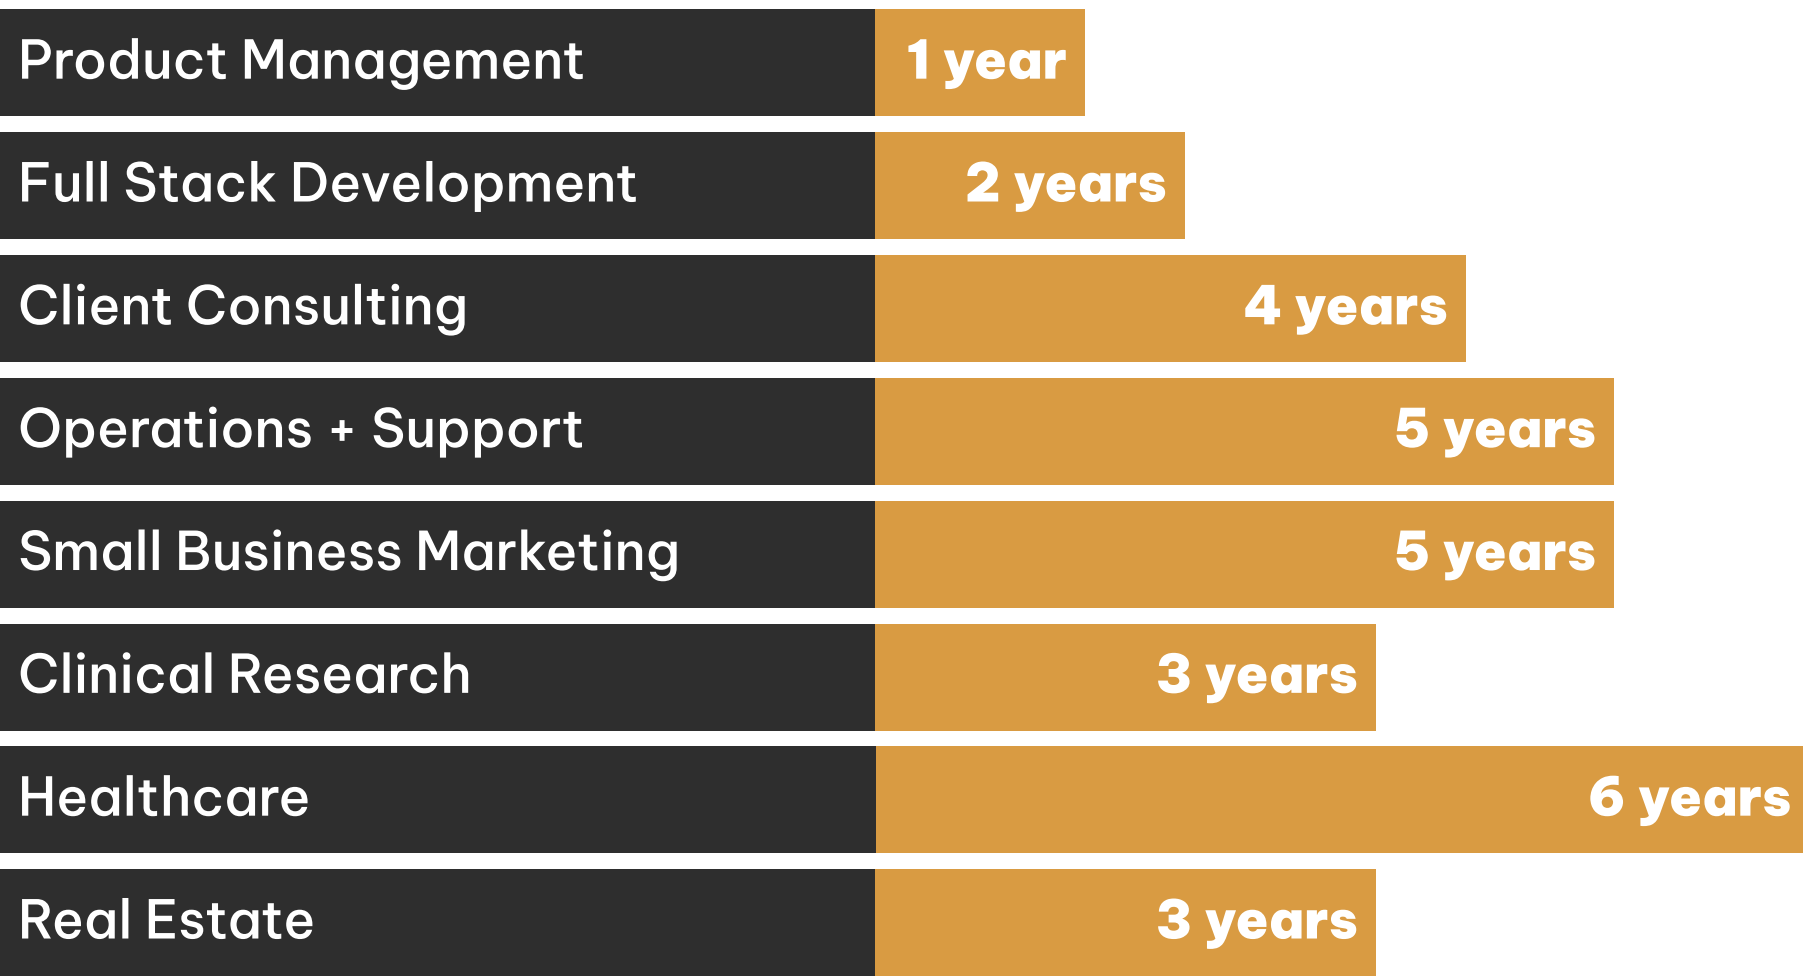 Product Management 1 year
Full Stack Development 2 years
Client Consulting 4 years
Operations + Support 5 years
Small Business Marketing 5 years
Clinical Research 3 years
Healthcare 6 years
Real Estate 3 years